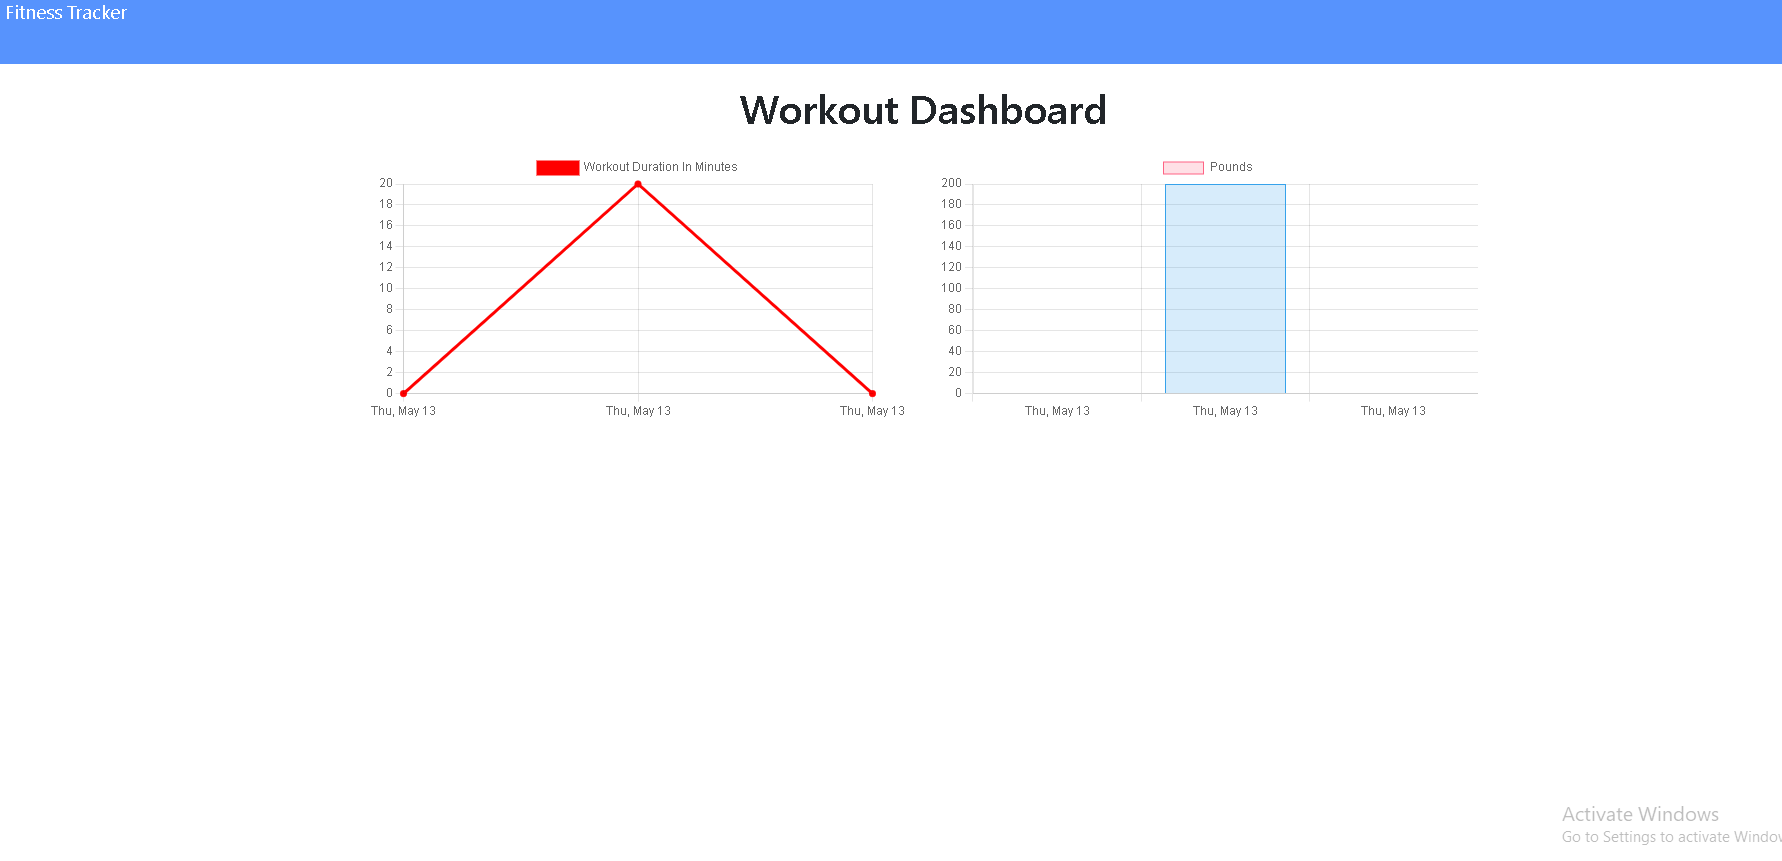 Fitness Tracker
Workout Dashboard
Workout Duration In Minutes
20
18
16
14
12
10
8
6
4
2
0
Thu, May 13 Thu, May 13 Thu, May 13
Pounds
200
180
160
140
120
100
80
60
40
20
0
Thu, May 13 Thu, May 13 Thu, May 13
Activate Windows
Go to Settings to activate Windo